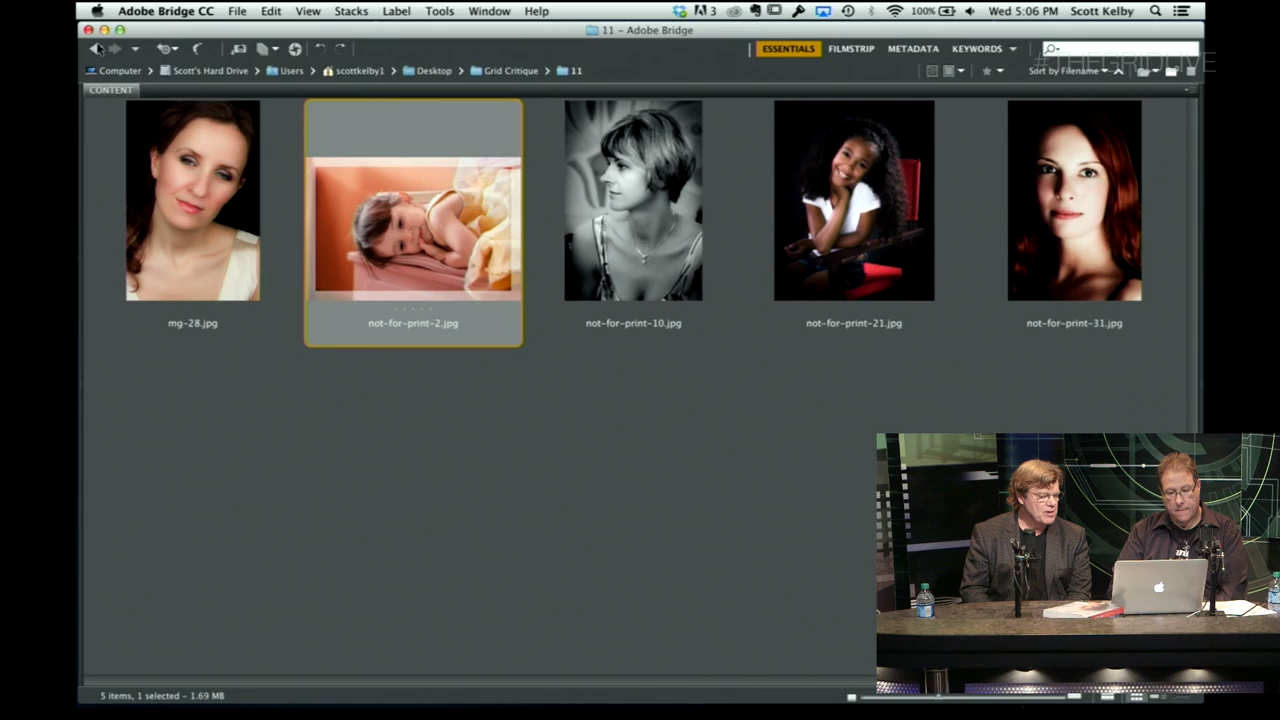 Adobe Bridge CC File Edit View Stacks Label Tools Window Help 3 100% Wed 5:06 PM Scott Kelby
11 – Adobe Bridge
ESSENTIALS FILMSTRIP METADATA KEYWORDS
#THEGRIDLIVE
Computer Scott's Hard Drive Users scottkelby1 Desktop Grid Critique 11 Sort by Filename
CONTENT
mg-28.jpg not-for-print-2.jpg not-for-print-10.jpg not-for-print-21.jpg not-for-print-31.jpg
5 items, 1 selected – 1.69 MB